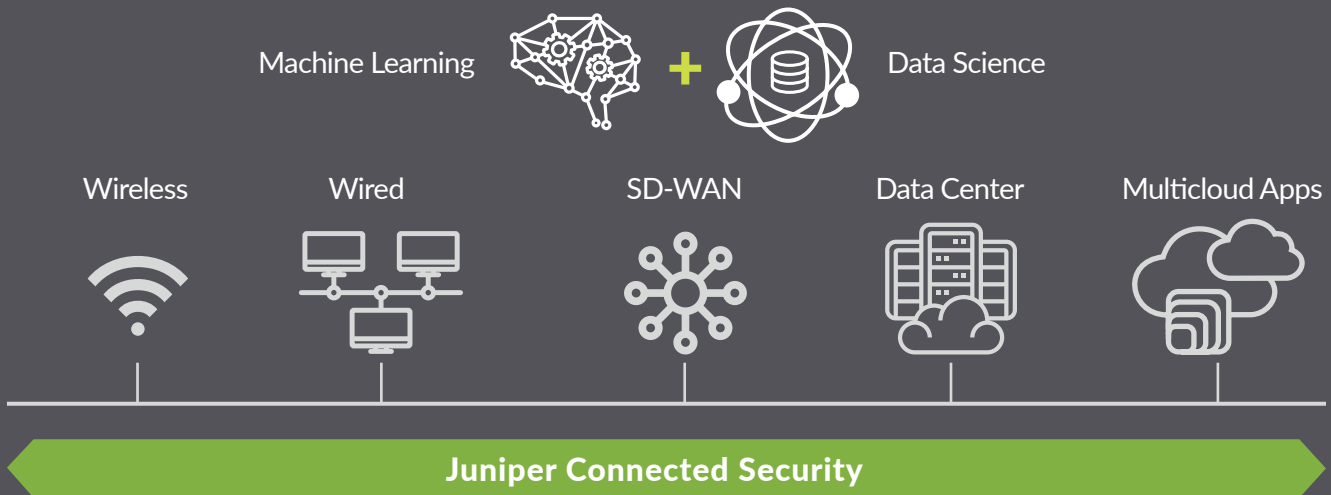 Machine Learning
Data Science
Wireless
Wired
SD-WAN
Data Center
Multicloud Apps
Juniper Connected Security